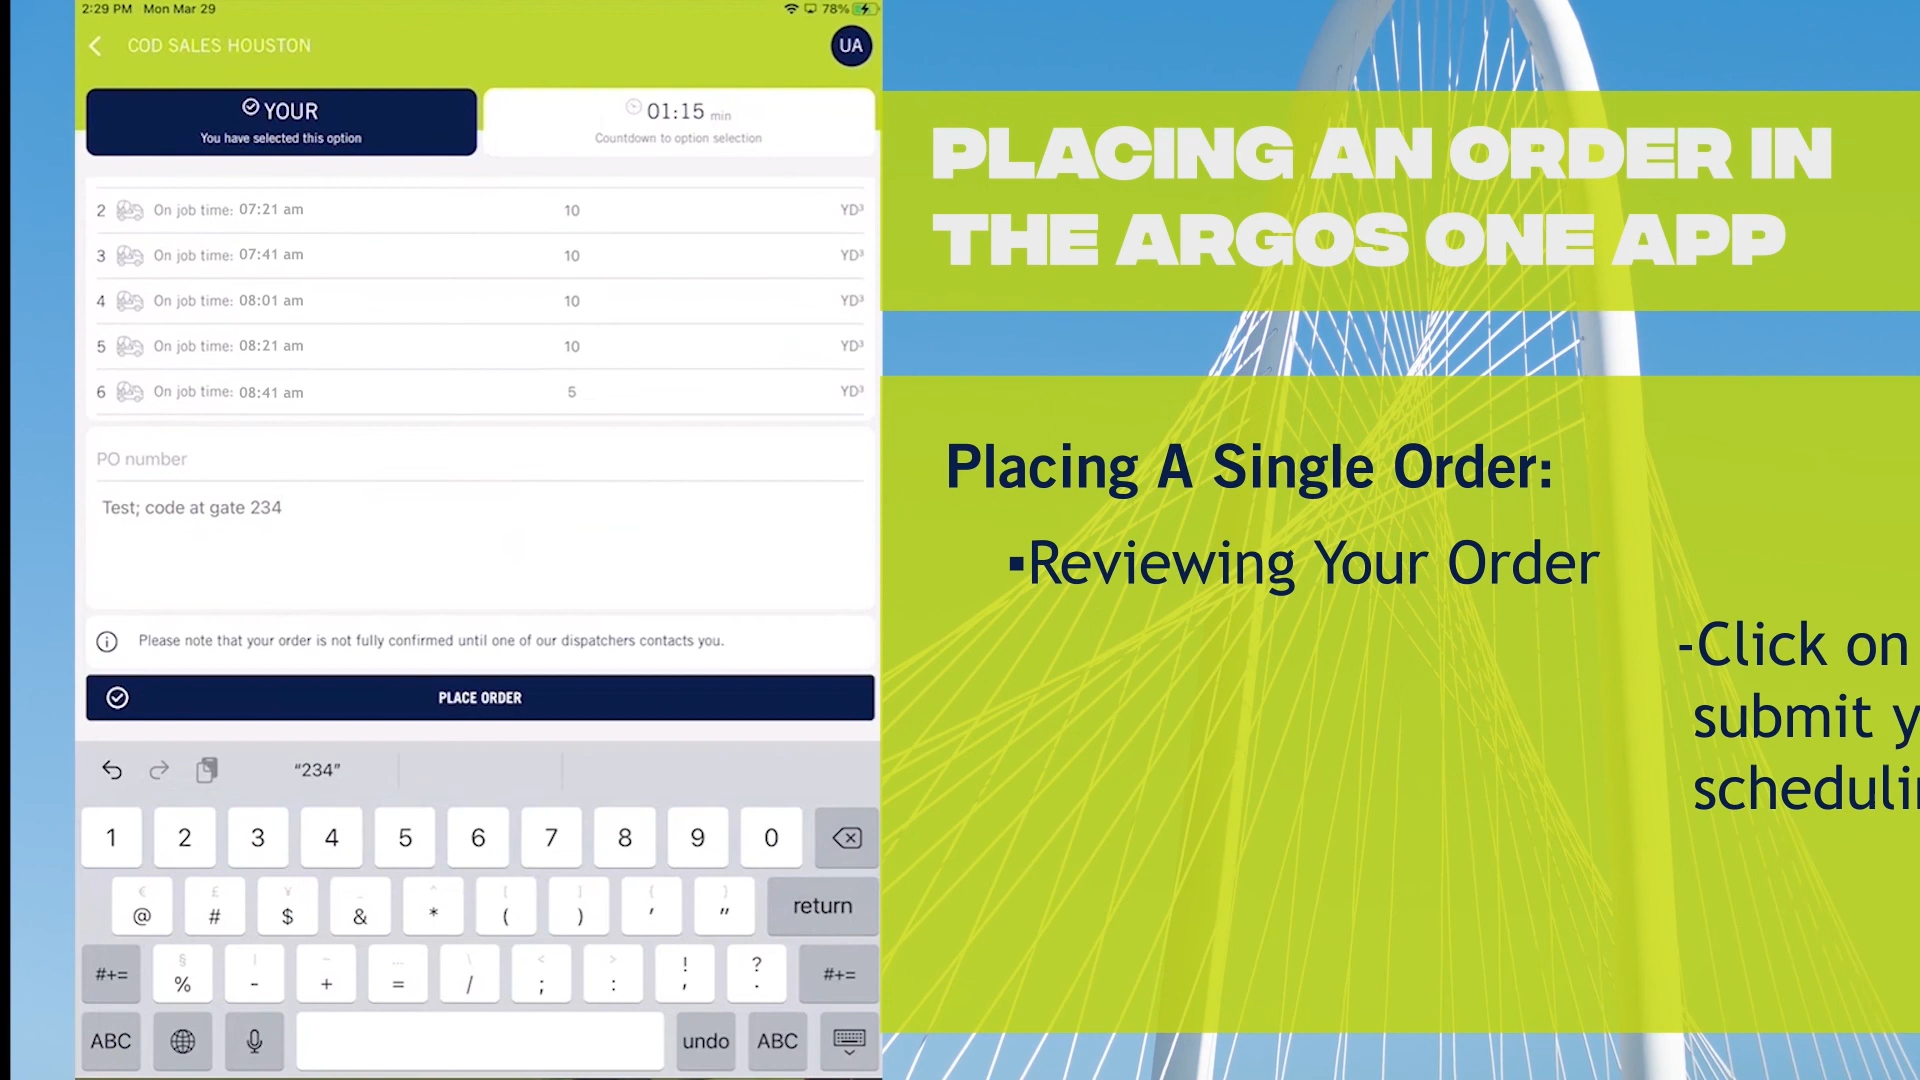 2:29 PM Mon Mar 29
78%
COD SALES HOUSTON
UA
YOUR
You have selected this option
01:15 min
Countdown to option selection
2 On job time: 07:21 am 10 YD³
3 On job time: 07:41 am 10 YD³
4 On job time: 08:01 am 10 YD³
5 On job time: 08:21 am 10 YD³
6 On job time: 08:41 am 5 YD³
PO number
Test; code at gate 234
Please note that your order is not fully confirmed until one of our dispatchers contacts you.
PLACE ORDER
"234"
1 2 3 4 5 6 7 8 9 0
€ £ ¥ _ ^ [ ] { }
@ # $ & * ( ) ' "
return
§ | ~ … \ < > ! ?
#+= % - + = / ; : , . #+=
ABC undo ABC
PLACING AN ORDER IN
THE ARGOS ONE APP
Placing A Single Order:
▪Reviewing Your Order
-Click on
submit y
schedulin